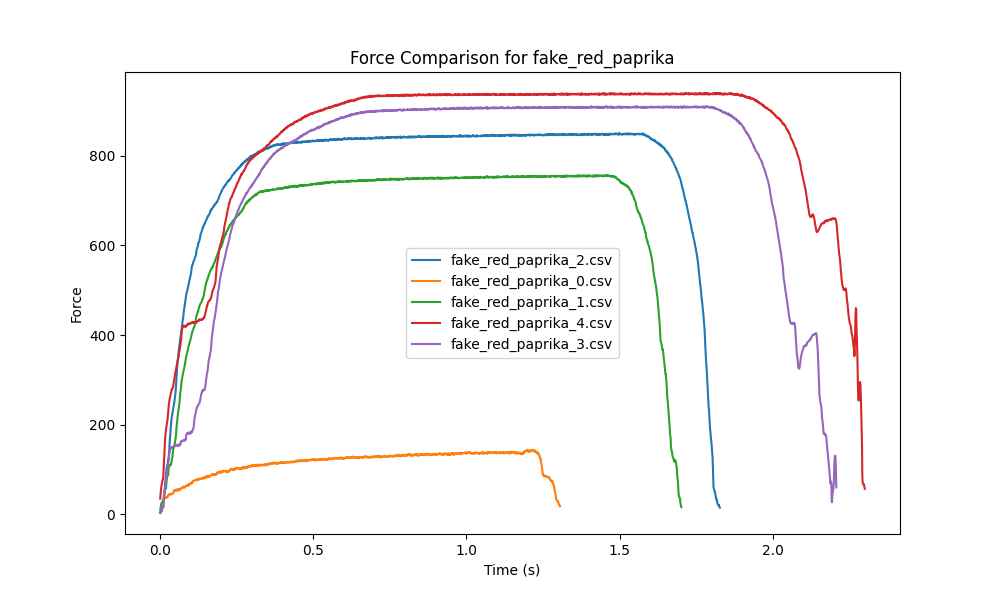 Force Comparison for fake_red_paprika
Force
800
600
400
200
0
fake_red_paprika_2.csv
fake_red_paprika_0.csv
fake_red_paprika_1.csv
fake_red_paprika_4.csv
fake_red_paprika_3.csv
0.0 0.5 1.0 1.5 2.0
Time (s)